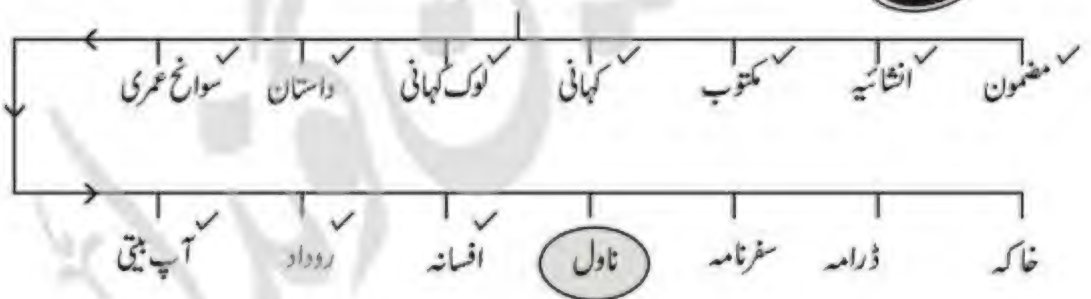 مضمون ✓ انشائیہ ✓ مکتوب ✓ کہانی ✓ لوک کہانی ✓ داستان ✓ سوانح عمری ✓
خاکہ ڈرامہ سفرنامہ ناول افسانہ ✓ روداد ✓ آپ بیتی ✓